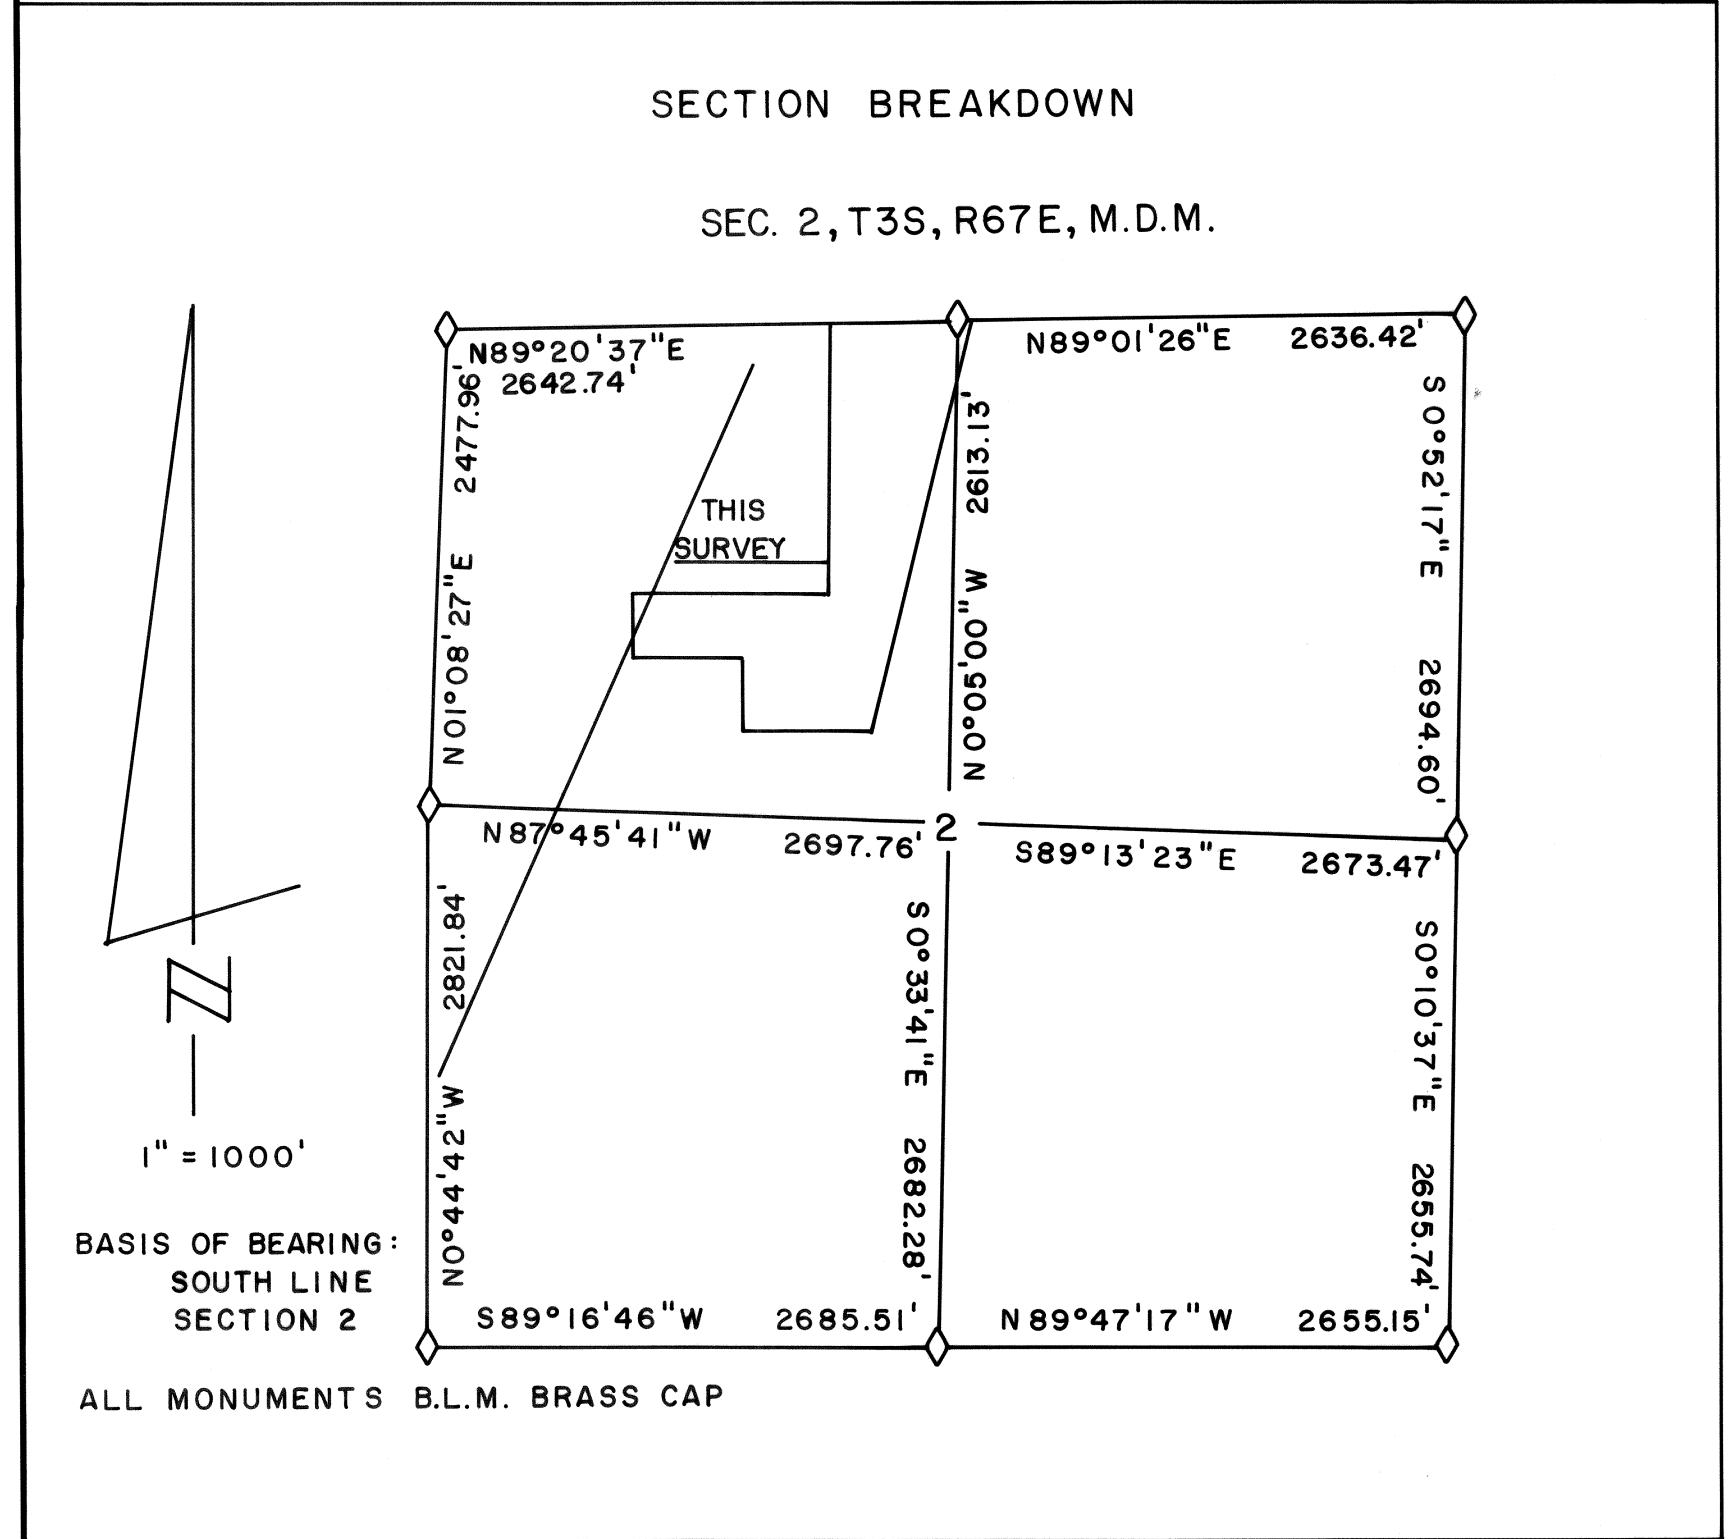 SECTION BREAKDOWN
SEC. 2, T3S, R67E, M.D.M.
N89°20'37"E
2642.74'
N89°01'26"E 2636.42'
N01°08'27"E 2477.96'
THIS
SURVEY
N0°05'00"W 2613.13'
S0°52'17"E 2694.60'
N87°45'41"W 2697.76'
2
S89°13'23"E 2673.47'
N0°44'42"W 2821.84'
S0°33'41"E 2682.28'
S0°10'37"E 2655.74'
S89°16'46"W 2685.51'
N89°47'17"W 2655.15'
N
1" = 1000'
BASIS OF BEARING:
SOUTH LINE
SECTION 2
ALL MONUMENTS B.L.M. BRASS CAP